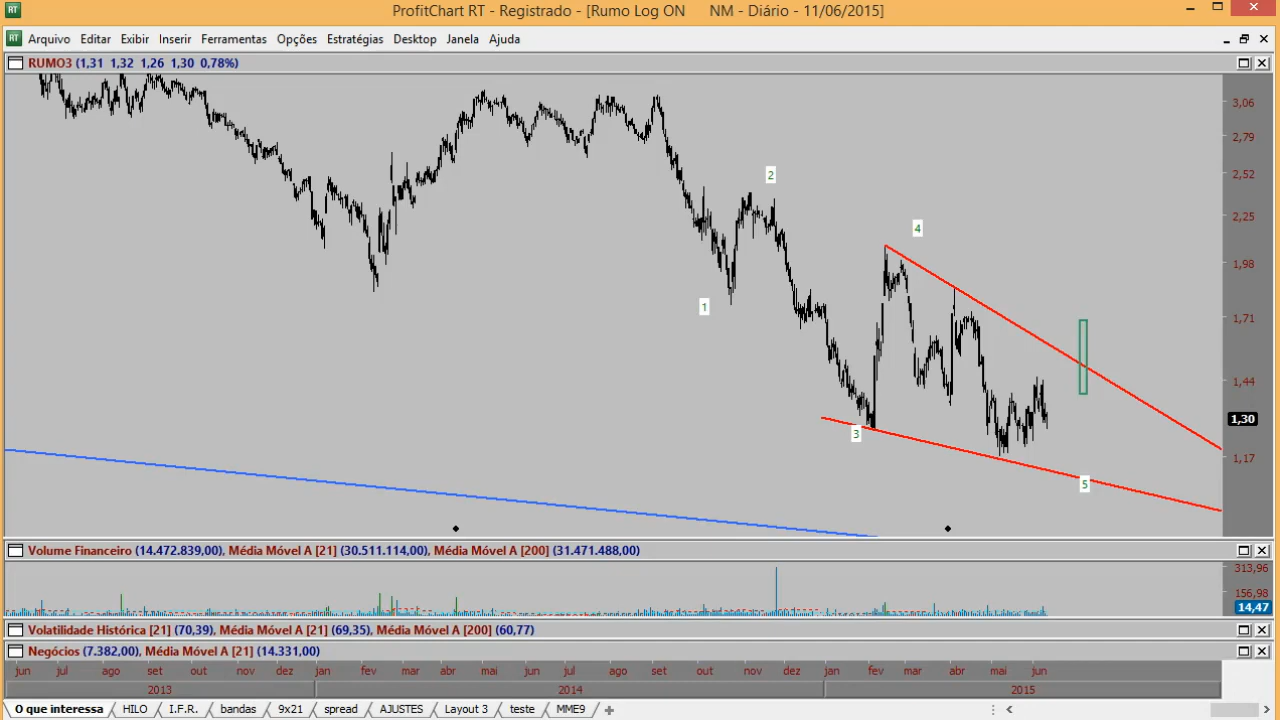 RT ProfitChart RT - Registrado - [Rumo Log ON NM - Diário - 11/06/2015]
RT Arquivo Editar Exibir Inserir Ferramentas Opções Estratégias Desktop Janela Ajuda
RUMO3 (1,31 1,32 1,26 1,30 0,78%)
3,06
2,79
2
2,52
2,25
4
1,98
1
1,71
1,44
1,30
3
1,17
5
Volume Financeiro (14.472.839,00), Média Móvel A [21] (30.511.114,00), Média Móvel A [200] (31.471.488,00)
313,96
156,98
14,47
Volatilidade Histórica [21] (70,39), Média Móvel A [21] (69,35), Média Móvel A [200] (60,77)
Negócios (7.382,00), Média Móvel A [21] (14.331,00)
jun jul ago set out nov dez jan fev mar abr mai jun jul ago set out nov dez jan fev mar abr mai jun
2013 2014 2015
O que interessa HILO I.F.R. bandas 9x21 spread AJUSTES Layout 3 teste MME9